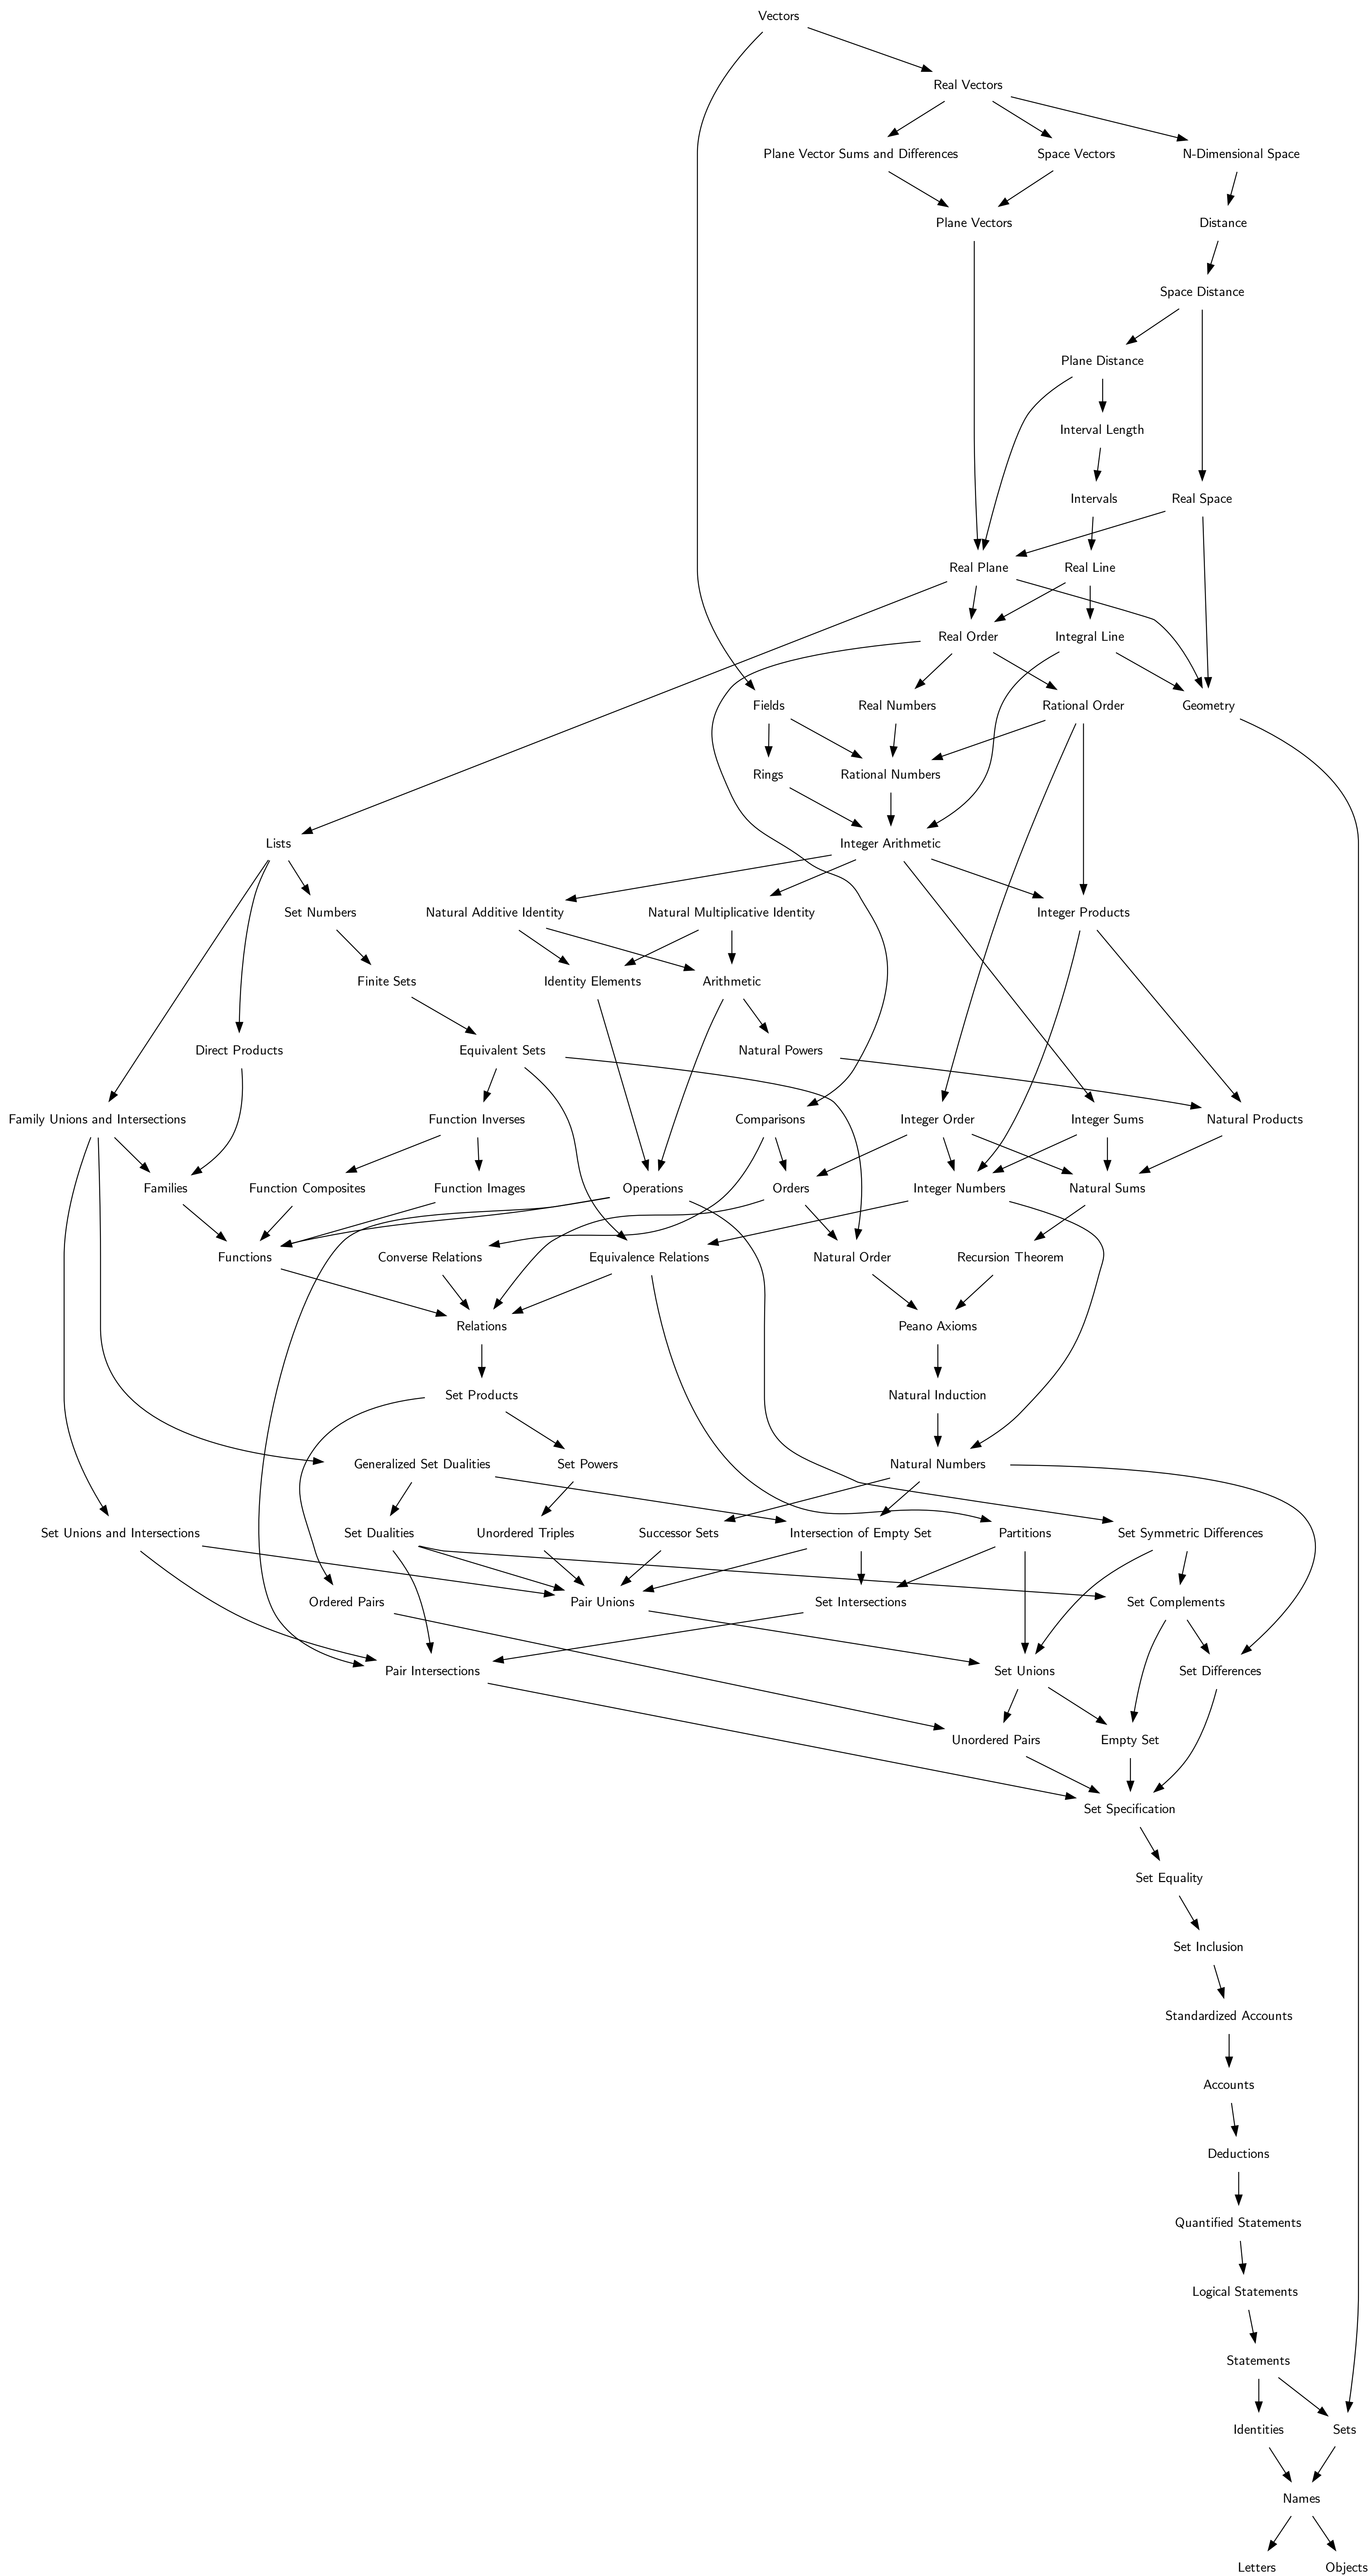 Vectors
Real Vectors
Plane Vector Sums and Differences
Space Vectors
N-Dimensional Space
Plane Vectors
Distance
Space Distance
Plane Distance
Interval Length
Intervals
Real Space
Real Plane
Real Line
Real Order
Integral Line
Fields
Real Numbers
Rational Order
Geometry
Rings
Rational Numbers
Lists
Integer Arithmetic
Set Numbers
Natural Additive Identity
Natural Multiplicative Identity
Integer Products
Finite Sets
Identity Elements
Arithmetic
Direct Products
Equivalent Sets
Natural Powers
Family Unions and Intersections
Function Inverses
Comparisons
Integer Order
Integer Sums
Natural Products
Families
Function Composites
Function Images
Operations
Orders
Integer Numbers
Natural Sums
Functions
Converse Relations
Equivalence Relations
Natural Order
Recursion Theorem
Relations
Peano Axioms
Set Products
Natural Induction
Generalized Set Dualities
Set Powers
Natural Numbers
Set Unions and Intersections
Set Dualities
Unordered Triples
Successor Sets
Intersection of Empty Set
Partitions
Set Symmetric Differences
Ordered Pairs
Pair Unions
Set Intersections
Set Complements
Pair Intersections
Set Unions
Set Differences
Unordered Pairs
Empty Set
Set Specification
Set Equality
Set Inclusion
Standardized Accounts
Accounts
Deductions
Quantified Statements
Logical Statements
Statements
Identities
Sets
Names
Letters
Objects